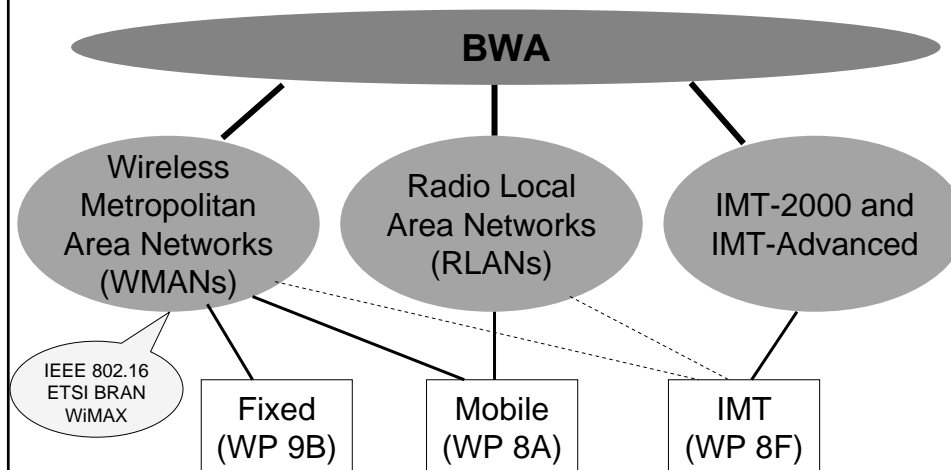 BWA
Wireless
Metropolitan
Area Networks
(WMANs)
Radio Local
Area Networks
(RLANs)
IMT-2000 and
IMT-Advanced
IEEE 802.16
ETSI BRAN
WiMAX
Fixed
(WP 9B)
Mobile
(WP 8A)
IMT
(WP 8F)